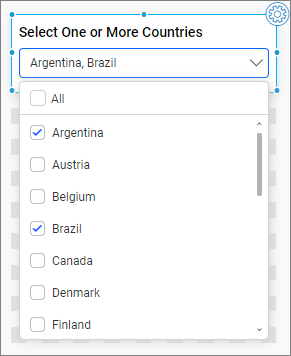 Select One or More Countries
Argentina, Brazil
All
Argentina
Austria
Belgium
Brazil
Canada
Denmark
Finland